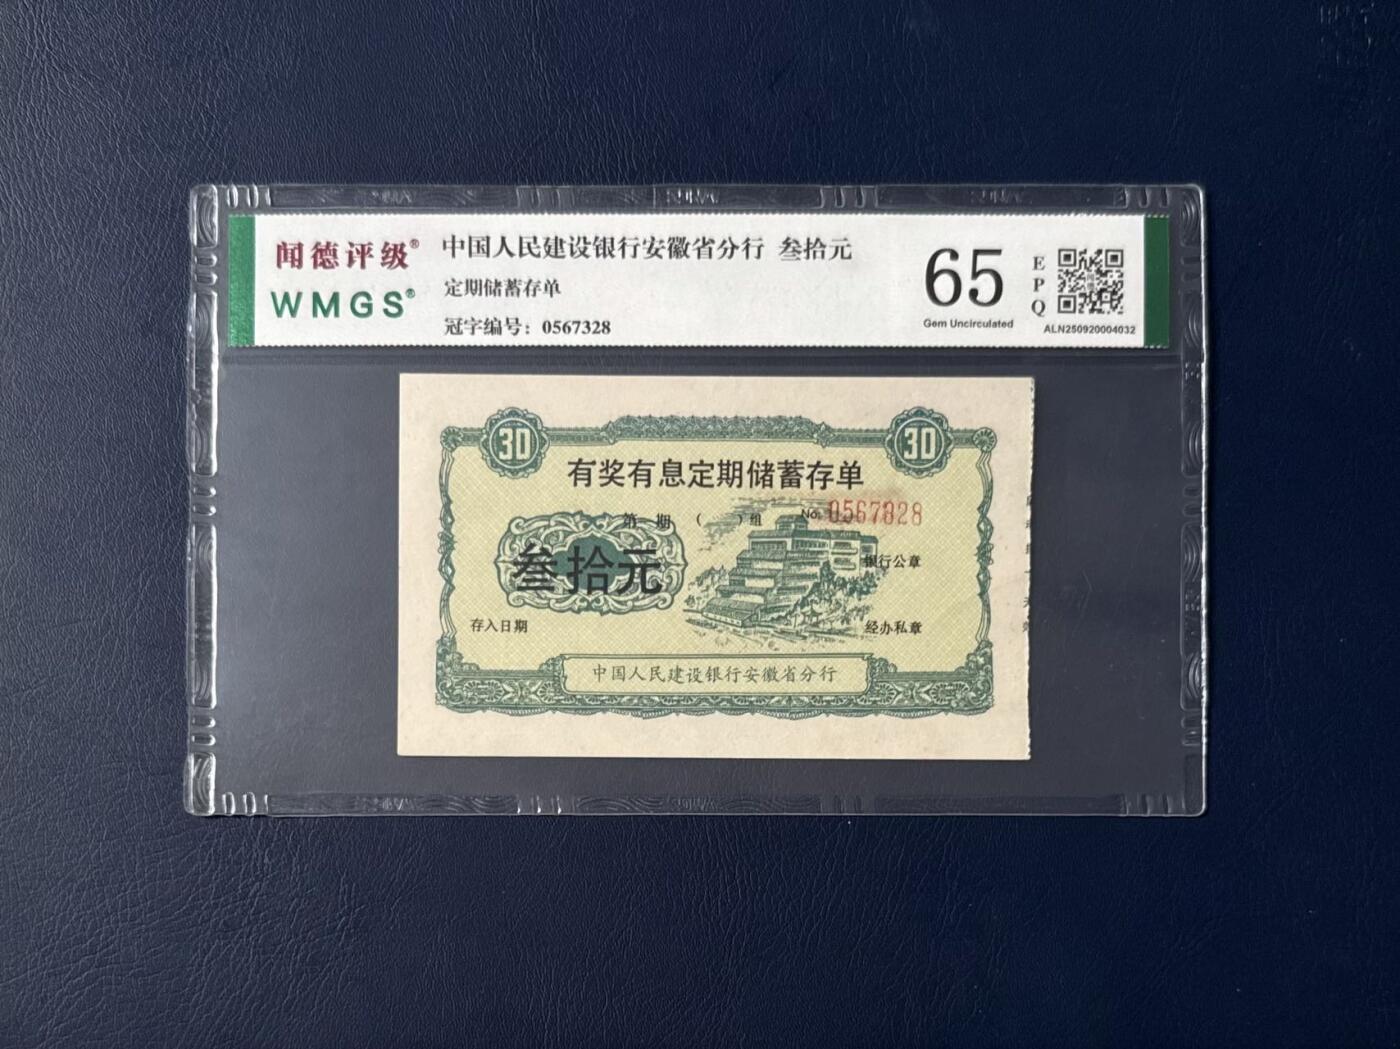 闻德评级®
WMGS®
中国人民建设银行安徽省分行 叁拾元
定期储蓄存单
冠字编号：0567328
65
EPQ
Gem Uncirculated
ALN250920004032
30
30
有奖有息定期储蓄存单
第 期 ( )组 No. 0567328
叁拾元
银行公章
存入日期
经办私章
中国人民建设银行安徽省分行